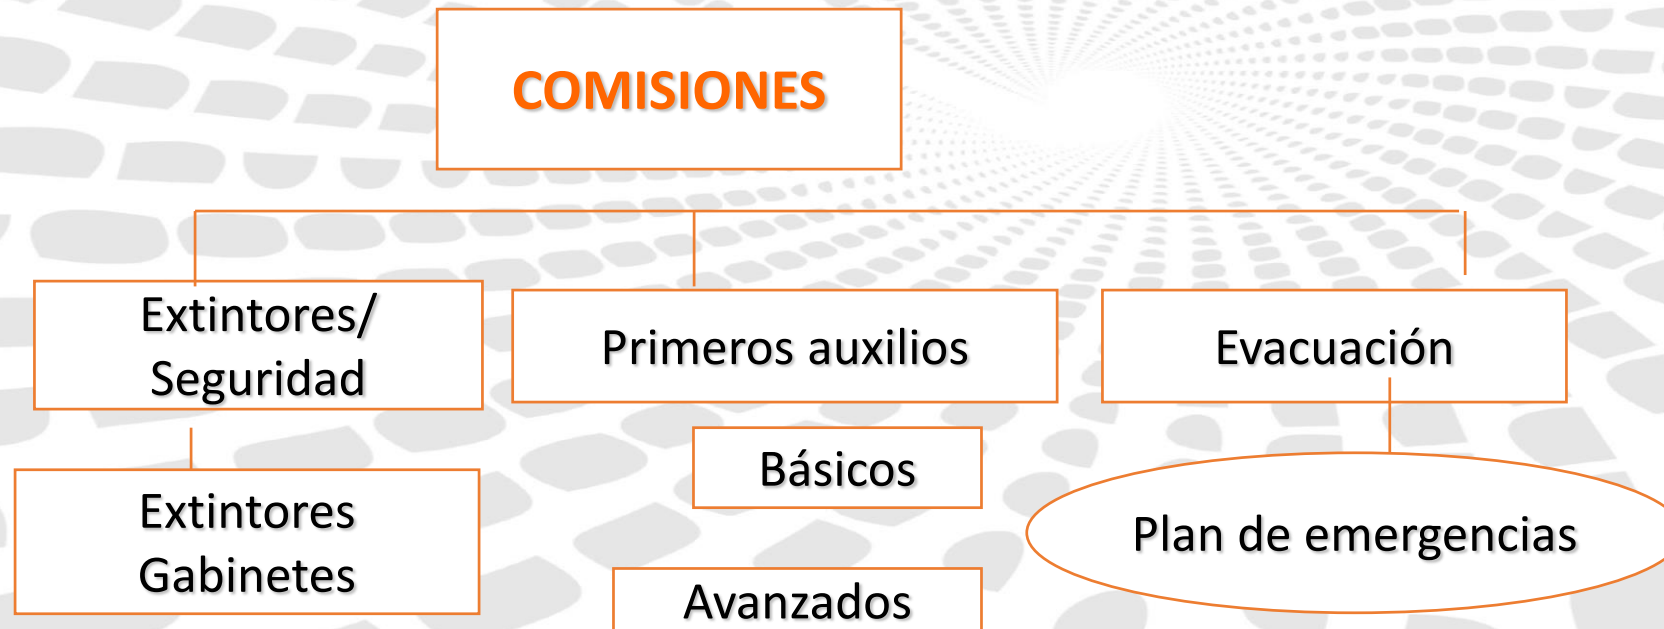 COMISIONES
Extintores/
Seguridad
Primeros auxilios
Evacuación
Básicos
Extintores
Gabinetes
Plan de emergencias
Avanzados